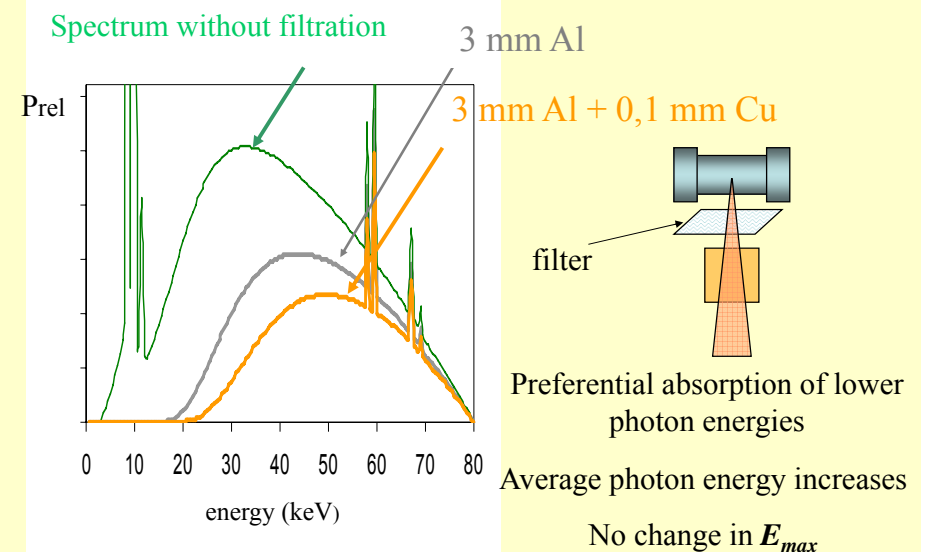 Spectrum without filtration
3 mm Al
Prel
3 mm Al + 0,1 mm Cu
filter
0 10 20 30 40 50 60 70 80
energy (keV)
Preferential absorption of lower
photon energies
Average photon energy increases
No change in Emax